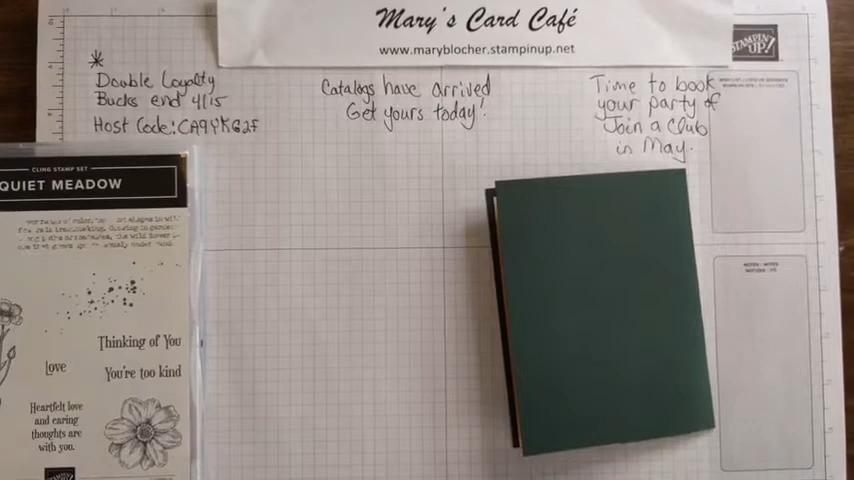 Mary's Card Café
www.maryblocher.stampinup.net
STAMPIN' UP!
*
Double Loyalty
Bucks end 4/15
Host Code:
Catalogs have arrived
Get yours today!
Time to book
your party of
Join a Club
in May.
CLING STAMP SET
QUIET MEADOW
Thinking of You
Love
You're too kind
Heartfelt love
and caring
thoughts are
with you.